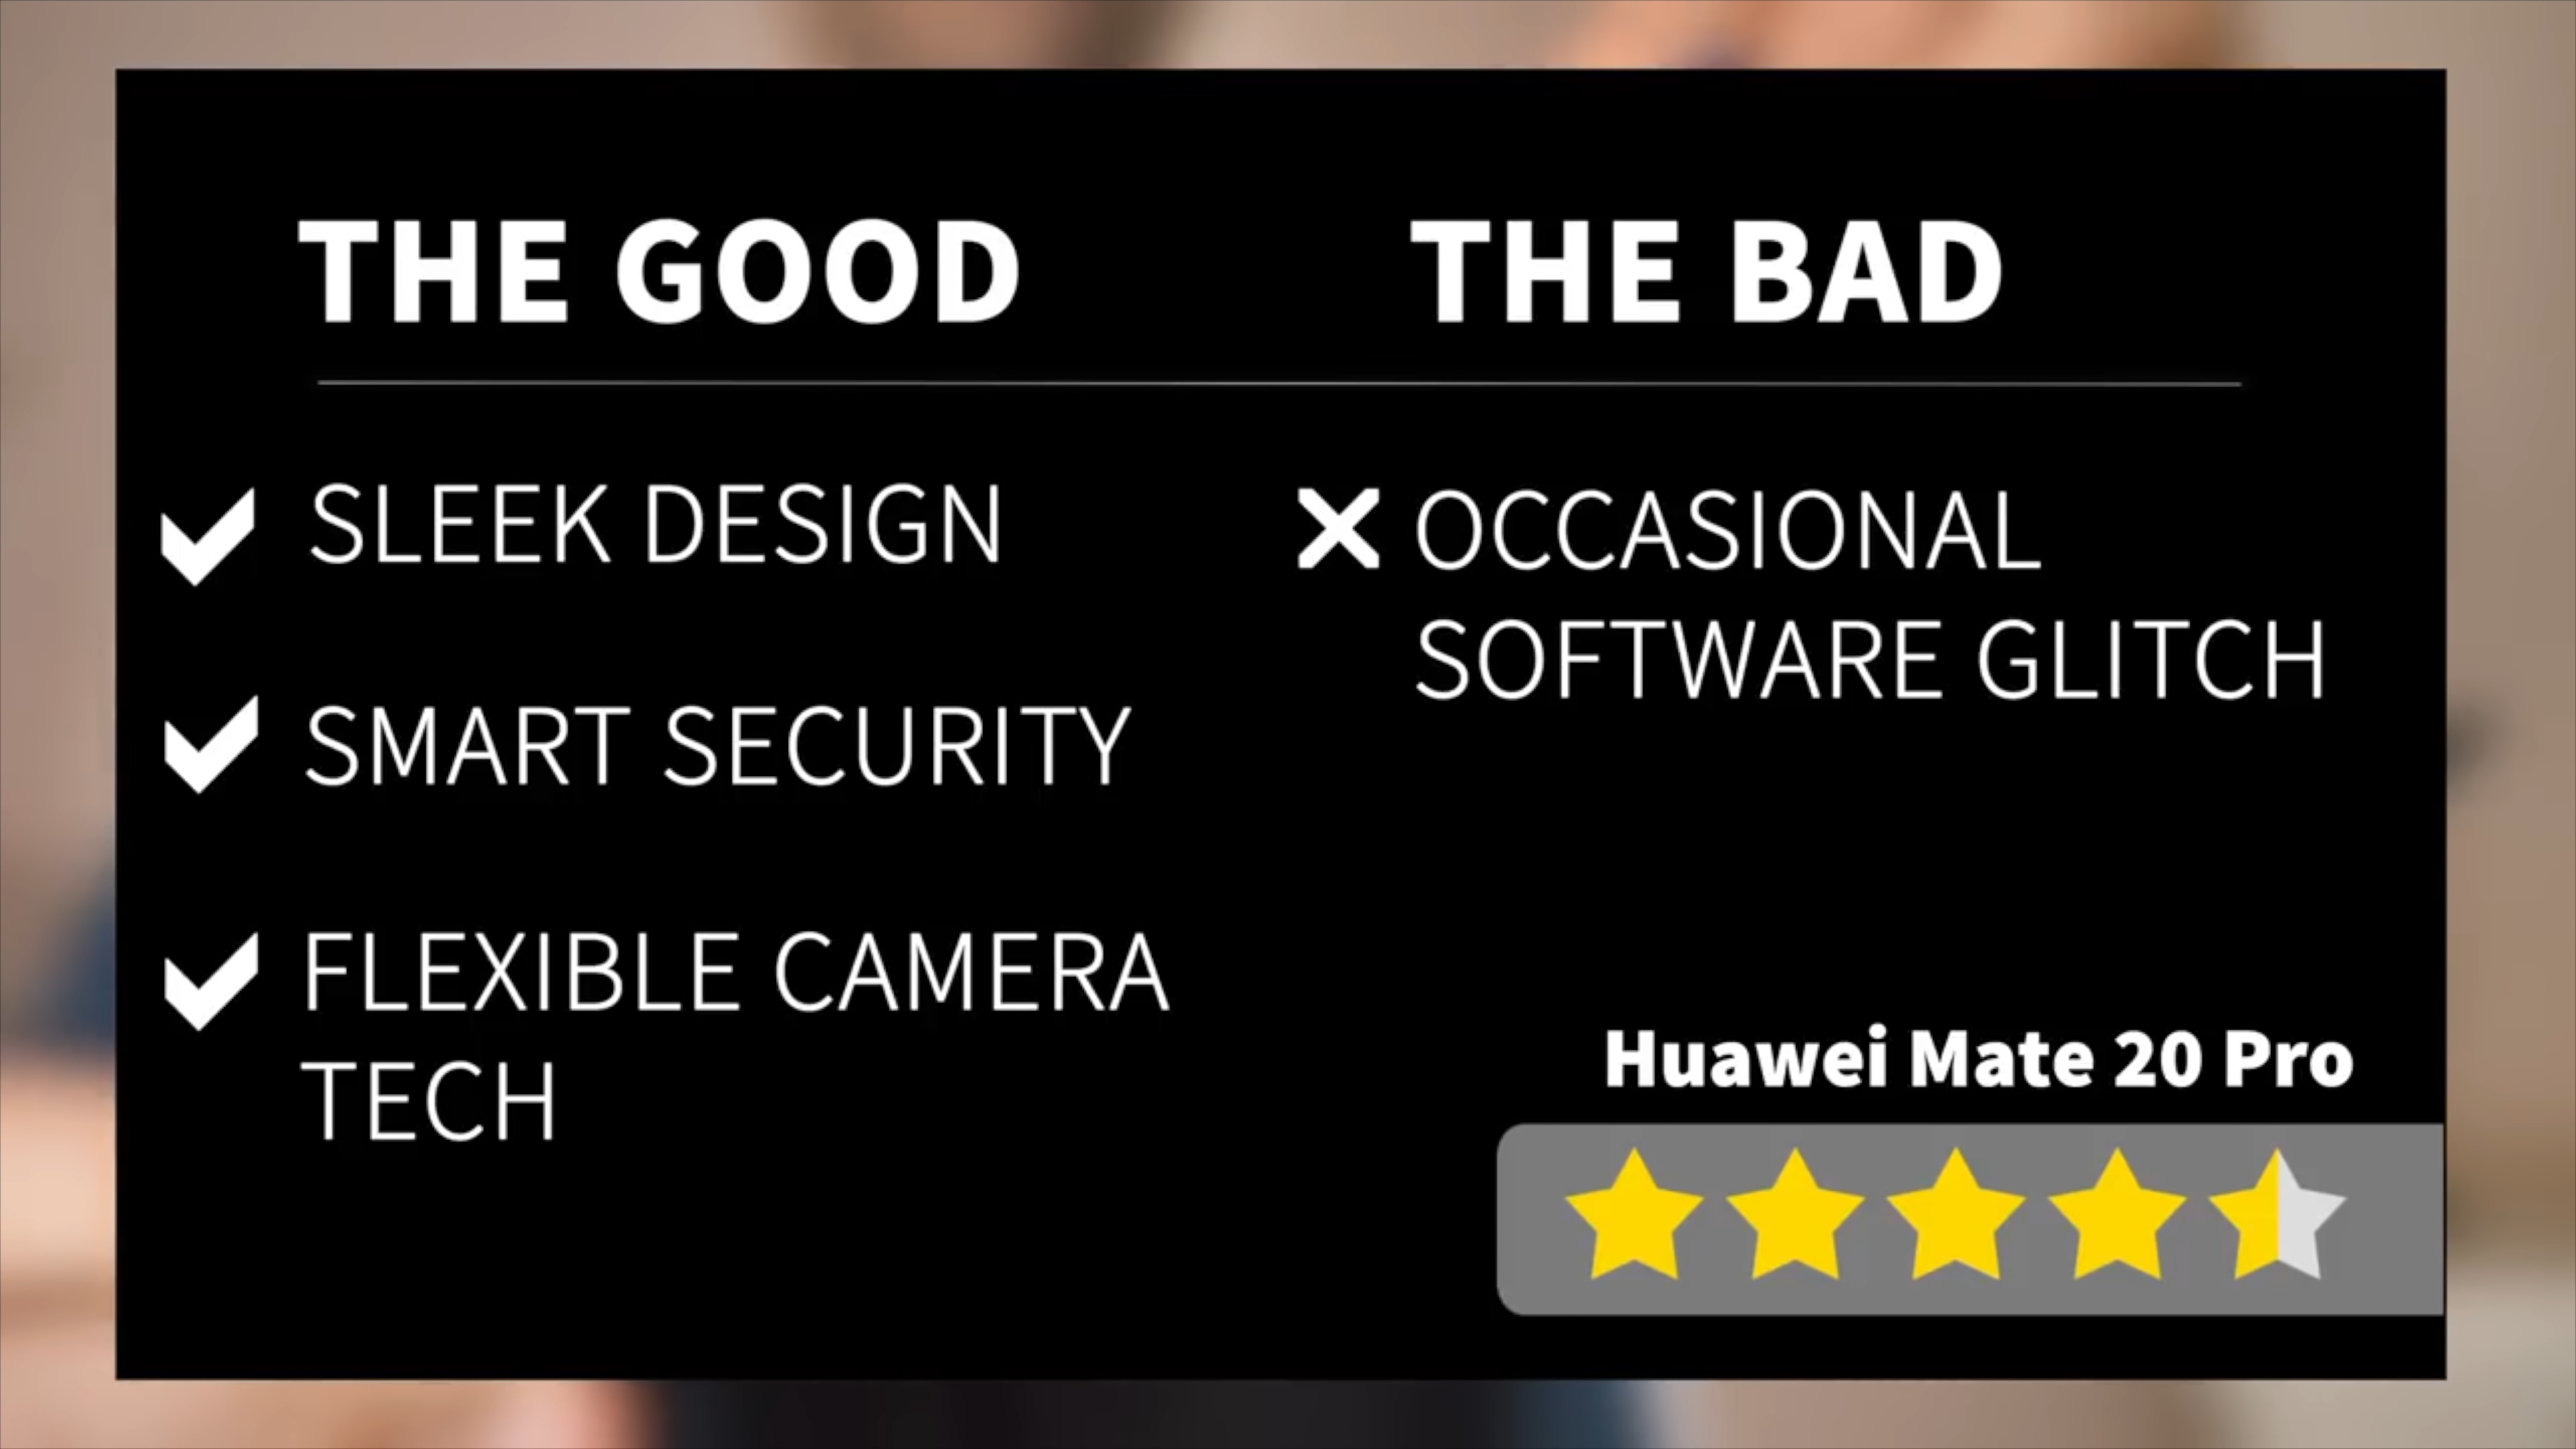 THE GOOD
SLEEK DESIGN
SMART SECURITY
FLEXIBLE CAMERA
TECH
THE BAD
OCCASIONAL
SOFTWARE GLITCH
Huawei Mate 20 Pro